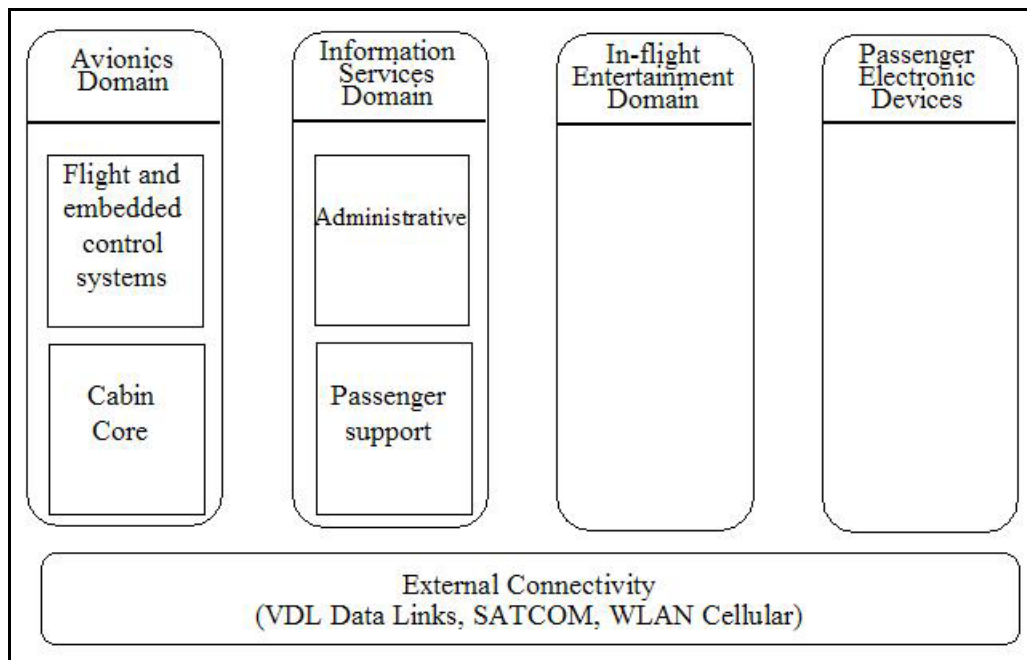 Avionics
Domain
Information
Services
Domain
In-flight
Entertainment
Domain
Passenger
Electronic
Devices
Flight and
embedded
control
systems
Administrative
Cabin
Core
Passenger
support
External Connectivity
(VDL Data Links, SATCOM, WLAN Cellular)